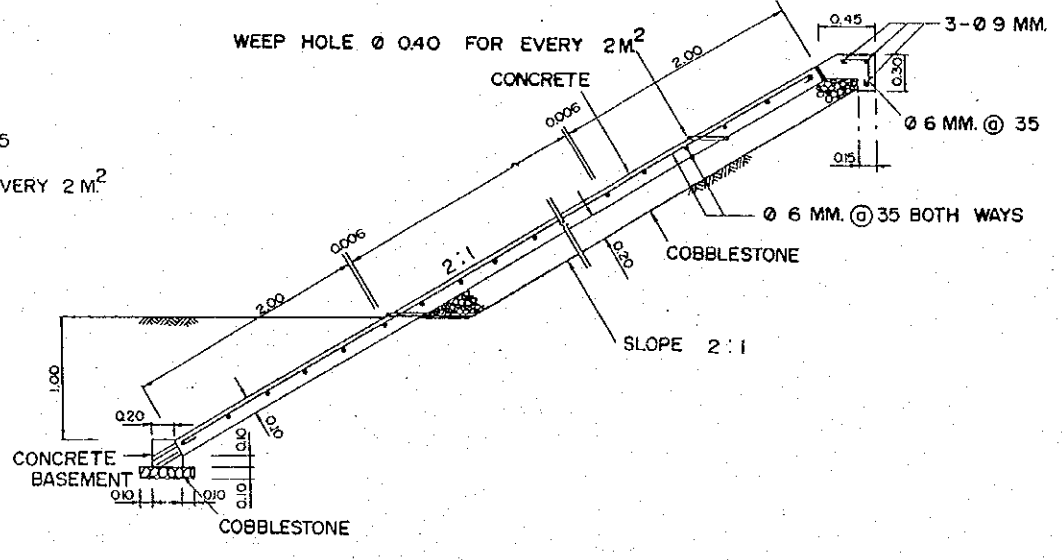 WEEP HOLE Ø 0.40 FOR EVERY 2M²
2.00
0.45
3-Ø 9 MM.
CONCRETE
0.30
0.006
Ø 6 MM. @ 35
5
0.15
VERY 2 M²
Ø 6 MM. @ 35 BOTH WAYS
0.006
COBBLESTONE
2:1
0.20
2.00
SLOPE 2:1
1.00
0.20
0.10
0.10
CONCRETE
BASEMENT
0.10
0.10
0.10
COBBLESTONE